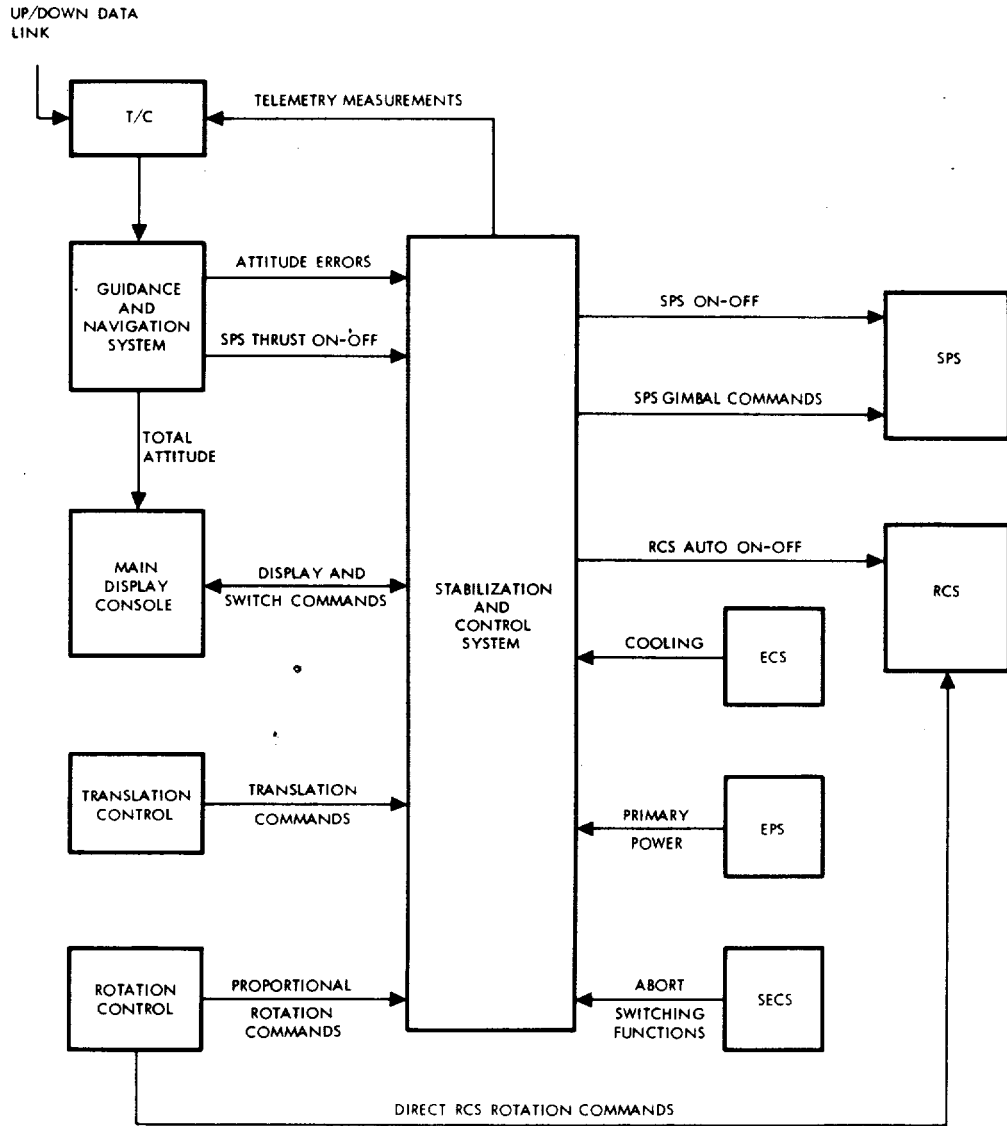 UP/DOWN DATA
LINK
T/C
TELEMETRY MEASUREMENTS
GUIDANCE
AND
NAVIGATION
SYSTEM
ATTITUDE ERRORS
SPS THRUST ON-OFF
SPS ON-OFF
SPS
SPS GIMBAL COMMANDS
TOTAL
ATTITUDE
MAIN
DISPLAY
CONSOLE
DISPLAY AND
SWITCH COMMANDS
STABILIZATION
AND
CONTROL
SYSTEM
RCS AUTO ON-OFF
RCS
COOLING
ECS
TRANSLATION
CONTROL
TRANSLATION
COMMANDS
PRIMARY
POWER
EPS
ROTATION
CONTROL
PROPORTIONAL
ROTATION
COMMANDS
ABORT
SWITCHING
FUNCTIONS
SECS
DIRECT RCS ROTATION COMMANDS